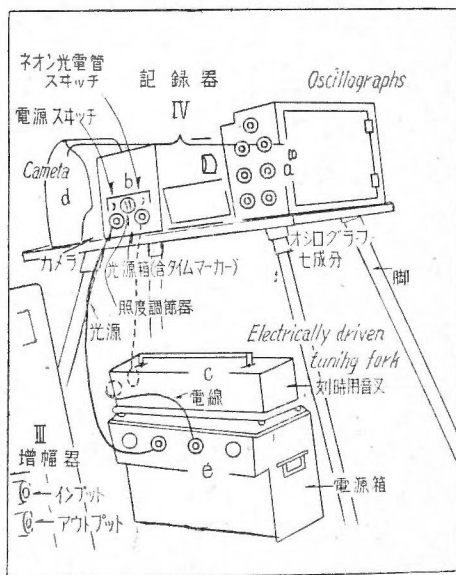 ネオン光電管
スヰッチ
記録器
IV
Oscillographs
電源スヰッチ
Camera
d
b
a
オシログラーフ
七成分
カメラ
光源箱(含タイムマーカー)
脚
照度調節器
光源
Electrically driven
tuning fork
c
刻時用音叉
電線
III
増幅器
e
インプット
電源箱
アウトプット